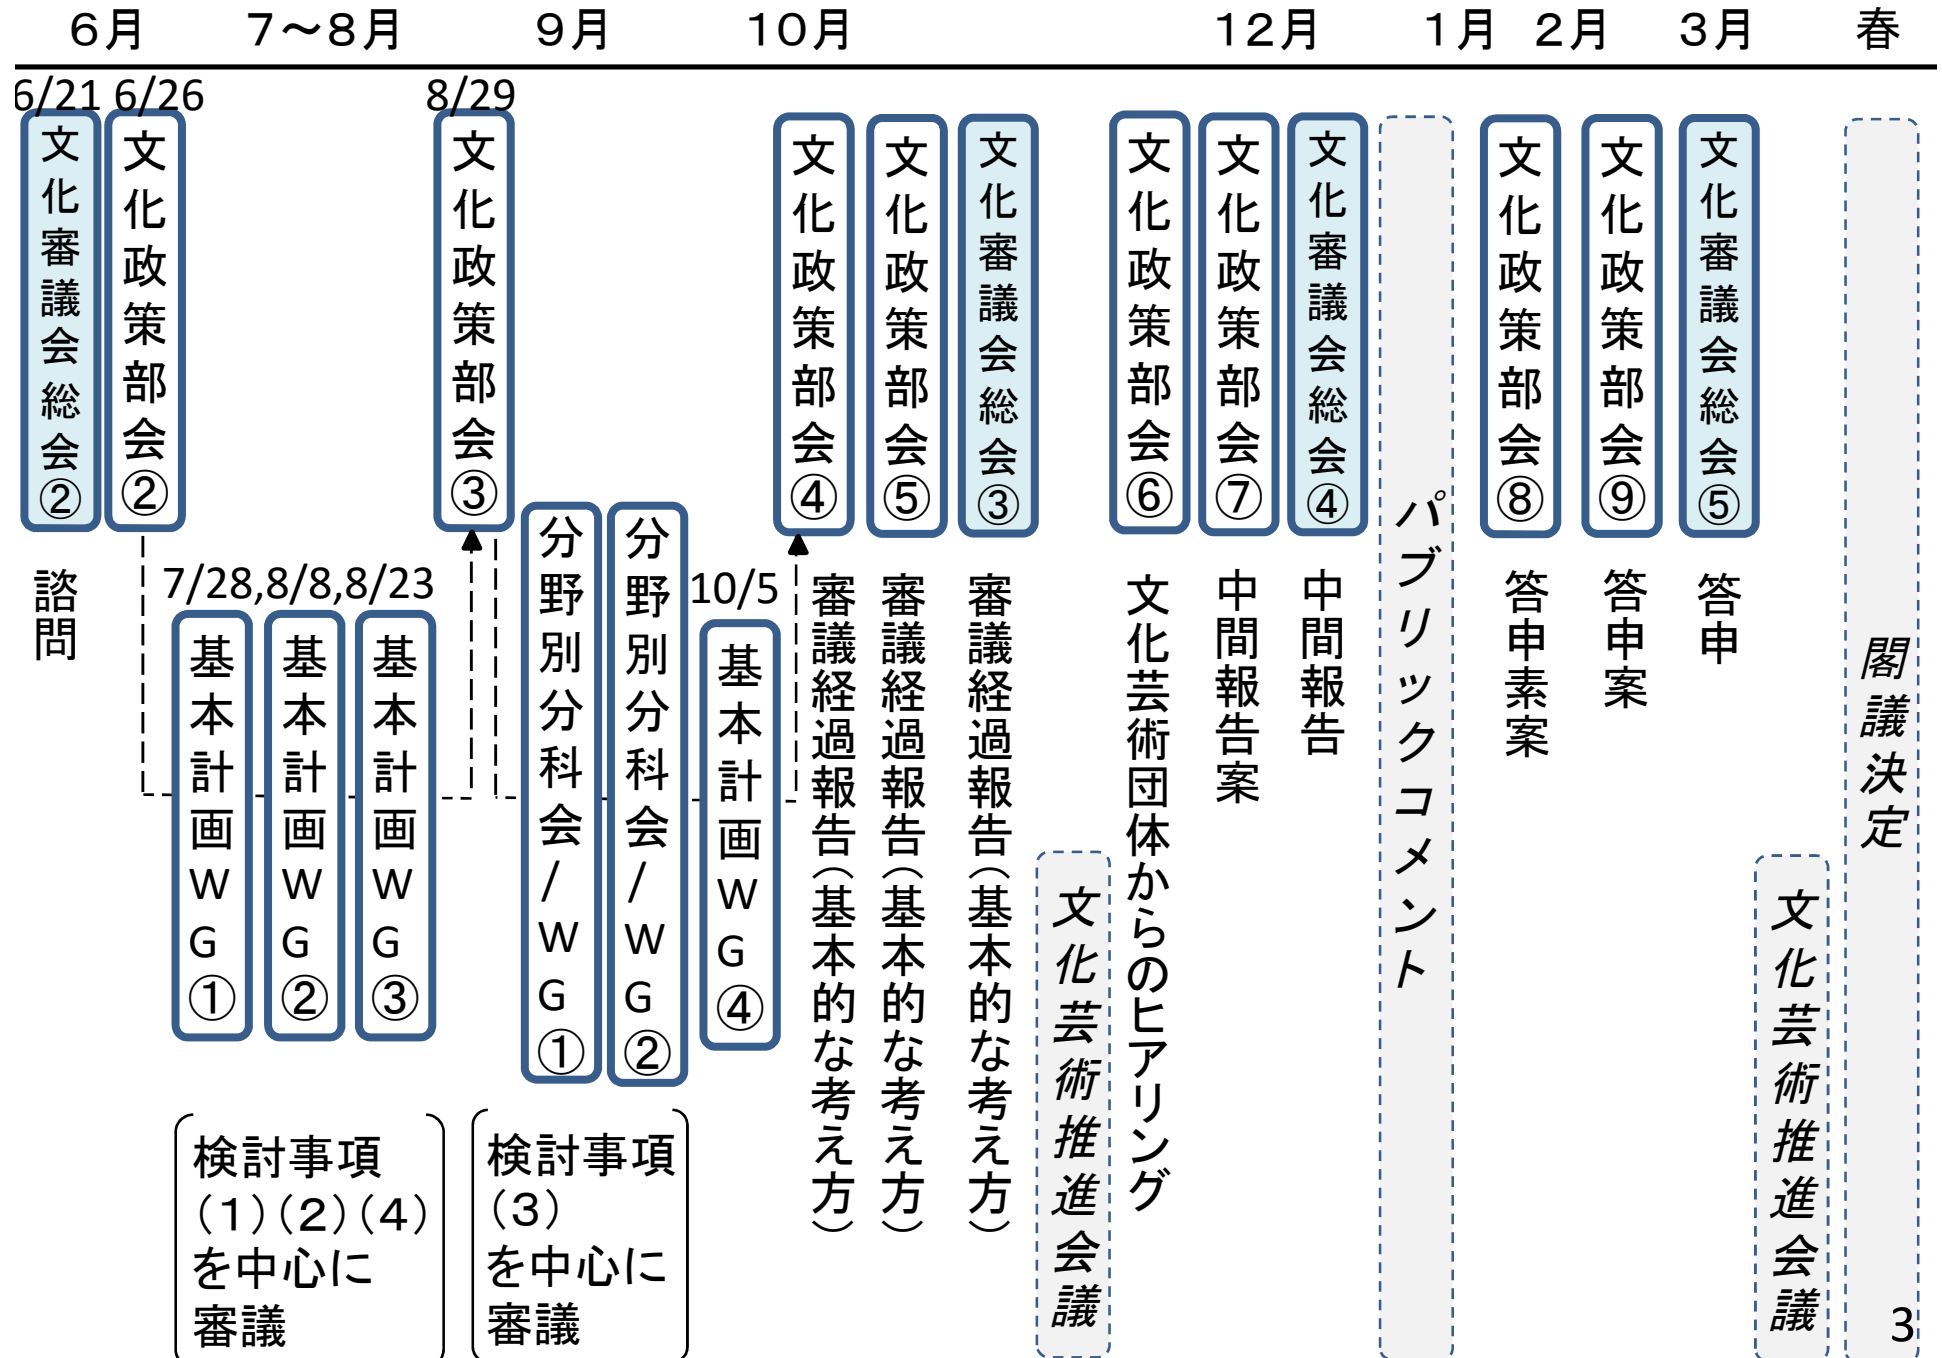 6月 7～8月 9月 10月 12月 1月 2月 3月 春
6/21 6/26 8/29
文化審議会総会②
文化政策部会②
文化政策部会③
文化政策部会④
文化政策部会⑤
文化審議会総会③
文化政策部会⑥
文化政策部会⑦
文化審議会総会④
パブリックコメント
文化政策部会⑧
文化政策部会⑨
文化審議会総会⑤
閣議決定
諮問
7/28,8/8,8/23
基本計画WG①
基本計画WG②
基本計画WG③
分野別分科会/WG①
分野別分科会/WG②
10/5
基本計画WG④
審議経過報告（基本的な考え方）
審議経過報告（基本的な考え方）
審議経過報告（基本的な考え方）
文化芸術推進会議
文化芸術団体からのヒアリング
中間報告案
中間報告
答申素案
答申案
答申
文化芸術推進会議
検討事項
（1）（2）（4）
を中心に
審議
検討事項
（3）
を中心に
審議
3